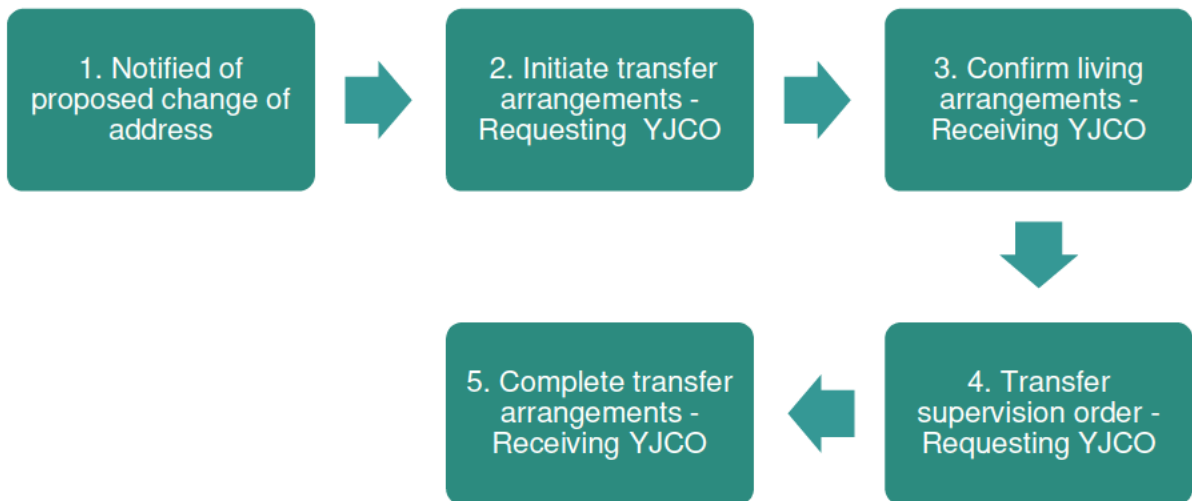 1. Notified of
proposed change of
address
2. Initiate transfer
arrangements -
Requesting  YJCO
3. Confirm living
arrangements -
Receiving YJCO
4. Transfer
supervision order -
Requesting YJCO
5. Complete transfer
arrangements -
Receiving YJCO